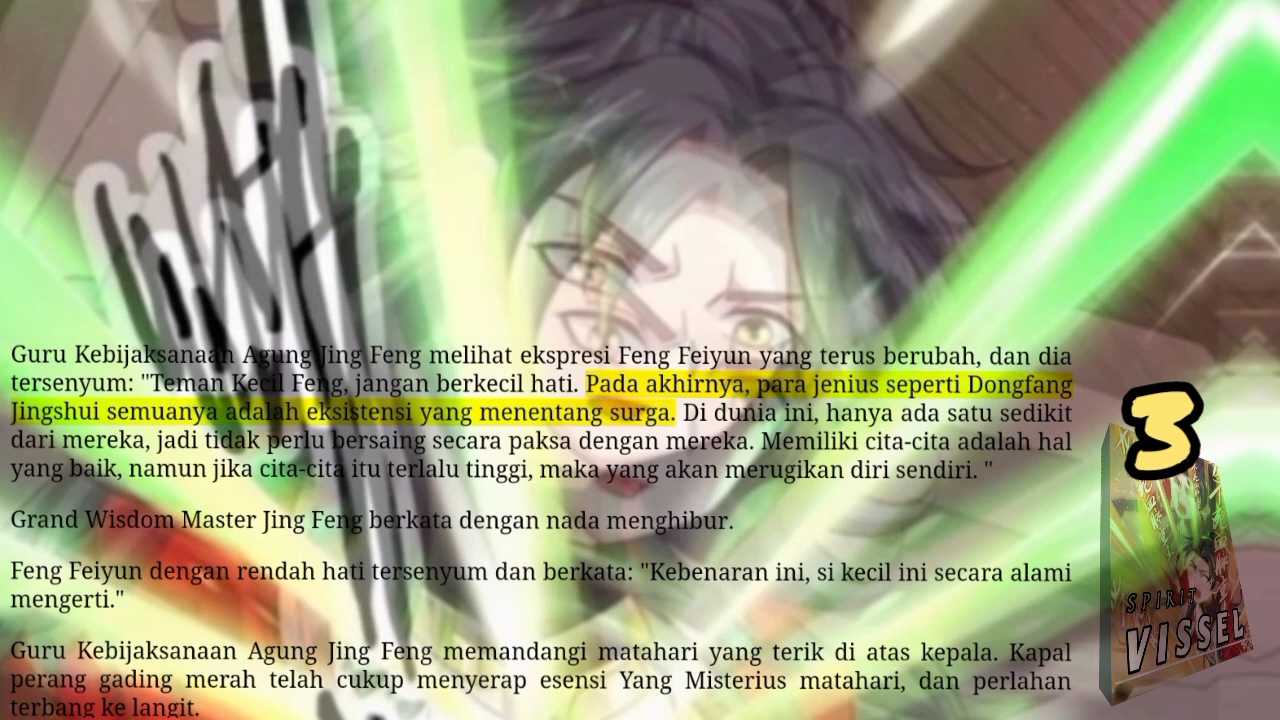 Guru Kebijaksanaan Agung Jing Feng melihat ekspresi Feng Feiyun yang terus berubah, dan dia
tersenyum: "Teman Kecil Feng, jangan berkecil hati. Pada akhirnya, para jenius seperti Dongfang
Jingshui semuanya adalah eksistensi yang menentang surga. Di dunia ini, hanya ada satu sedikit
dari mereka, jadi tidak perlu bersaing secara paksa dengan mereka. Memiliki cita-cita adalah hal
yang baik, namun jika cita-cita itu terlalu tinggi, maka yang akan merugikan diri sendiri. "
Grand Wisdom Master Jing Feng berkata dengan nada menghibur.
Feng Feiyun dengan rendah hati tersenyum dan berkata: "Kebenaran ini, si kecil ini secara alami
mengerti."
Guru Kebijaksanaan Agung Jing Feng memandangi matahari yang terik di atas kepala. Kapal
perang gading merah telah cukup menyerap esensi Yang Misterius matahari, dan perlahan
terbang ke langit.
3
SPIRIT
VISSEL